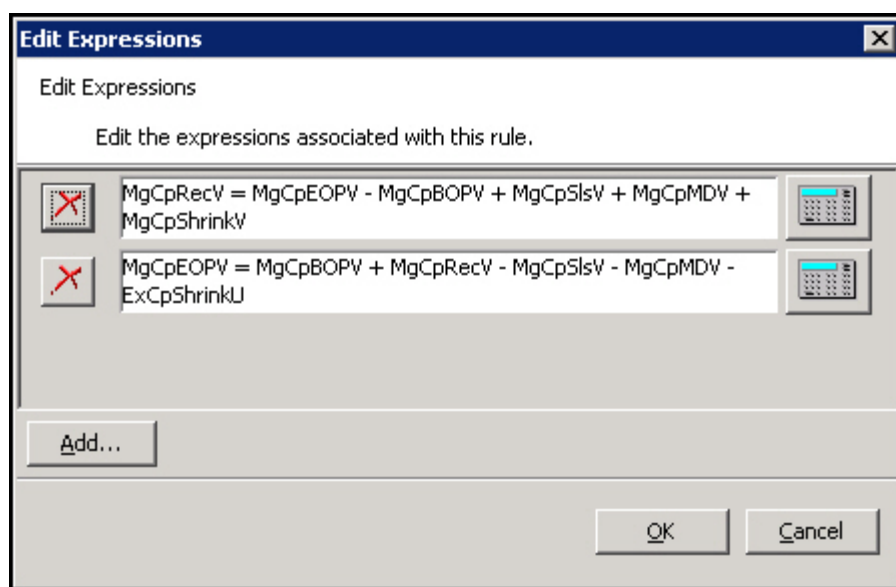 Edit Expressions
Edit Expressions
Edit the expressions associated with this rule.
MgCpRecV = MgCpEOPV - MgCpBOPV + MgCpSlsV + MgCpMDV +
MgCpShrinkV
MgCpEOPV = MgCpBOPV + MgCpRecV - MgCpSlsV - MgCpMDV -
ExCpShrinkU
Add...
OK
Cancel